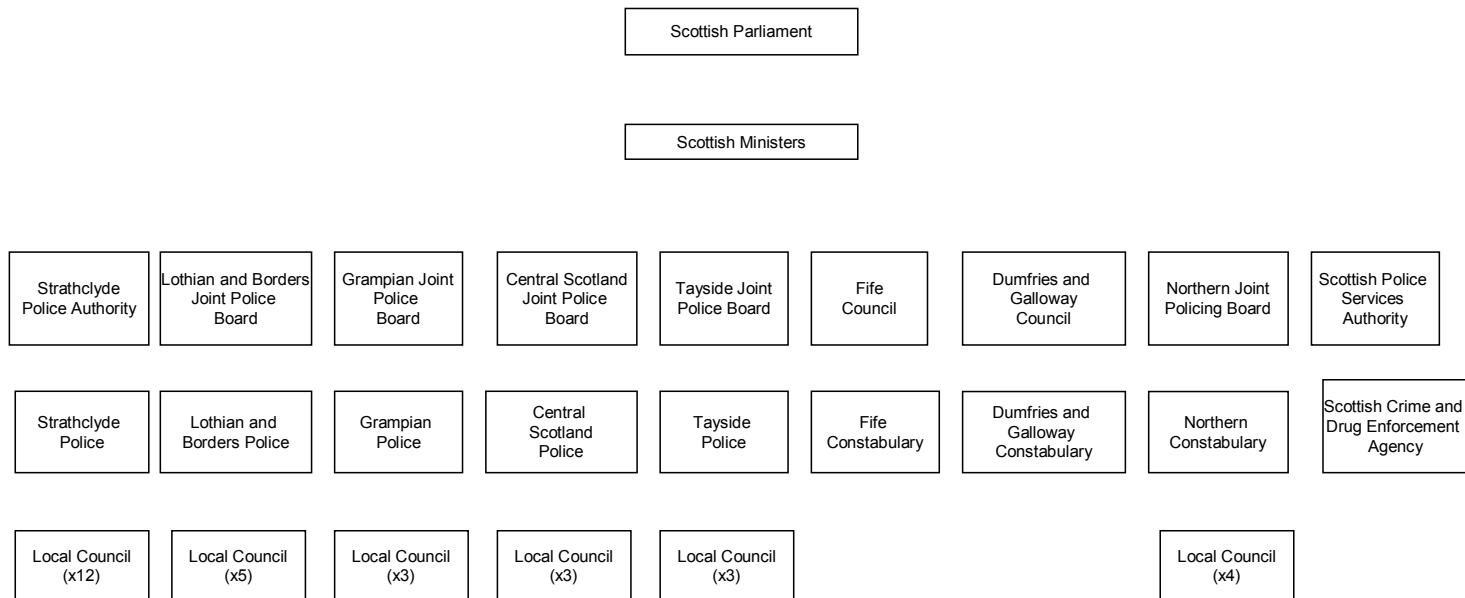 Scottish Parliament
Scottish Ministers
Strathclyde
Police Authority
Lothian and Borders
Joint Police
Board
Grampian Joint
Police
Board
Central Scotland
Joint Police
Board
Tayside Joint
Police Board
Fife
Council
Dumfries and
Galloway
Council
Northern Joint
Policing Board
Scottish Police
Services
Authority
Strathclyde
Police
Lothian and
Borders Police
Grampian
Police
Central
Scotland
Police
Tayside
Police
Fife
Constabulary
Dumfries and
Galloway
Constabulary
Northern
Constabulary
Scottish Crime and
Drug Enforcement
Agency
Local Council
(x12)
Local Council
(x5)
Local Council
(x3)
Local Council
(x3)
Local Council
(x3)
Local Council
(x4)